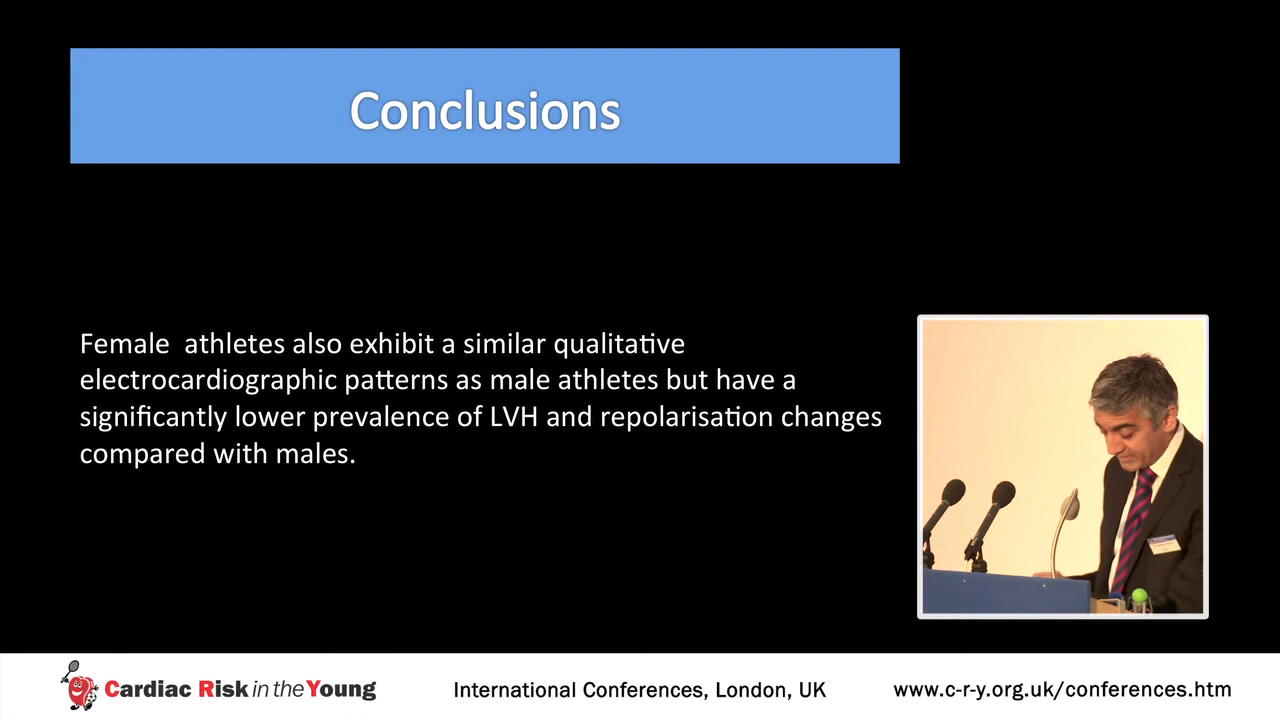 Conclusions
Female athletes also exhibit a similar qualitative
electrocardiographic patterns as male athletes but have a
significantly lower prevalence of LVH and repolarisation changes
compared with males.
Cardiac Risk in the Young
International Conferences, London, UK
www.c-r-y.org.uk/conferences.htm